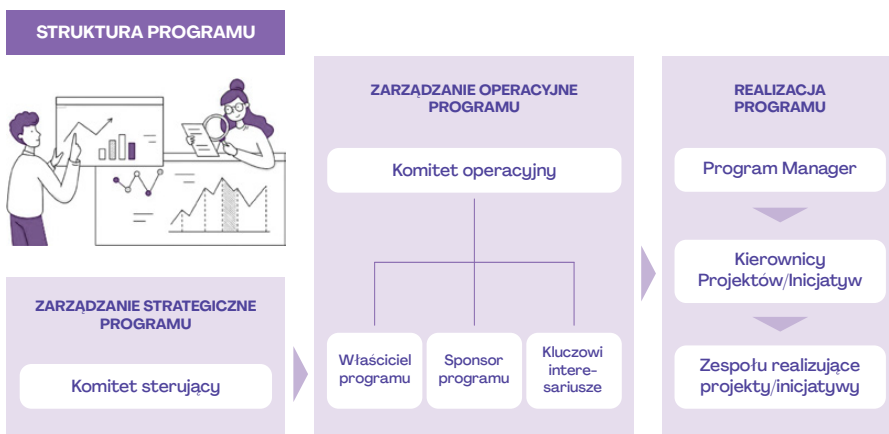 STRUKTURA PROGRAMU
ZARZĄDZANIE STRATEGICZNE
PROGRAMU
Komitet sterujący
ZARZĄDZANIE OPERACYJNE
PROGRAMU
Komitet operacyjny
Właściciel
programu
Sponsor
programu
Kluczowi
intere-
sariusze
REALIZACJA
PROGRAMU
Program Manager
Kierownicy
Projektów/Inicjatyw
Zespołu realizujące
projekty/inicjatywy